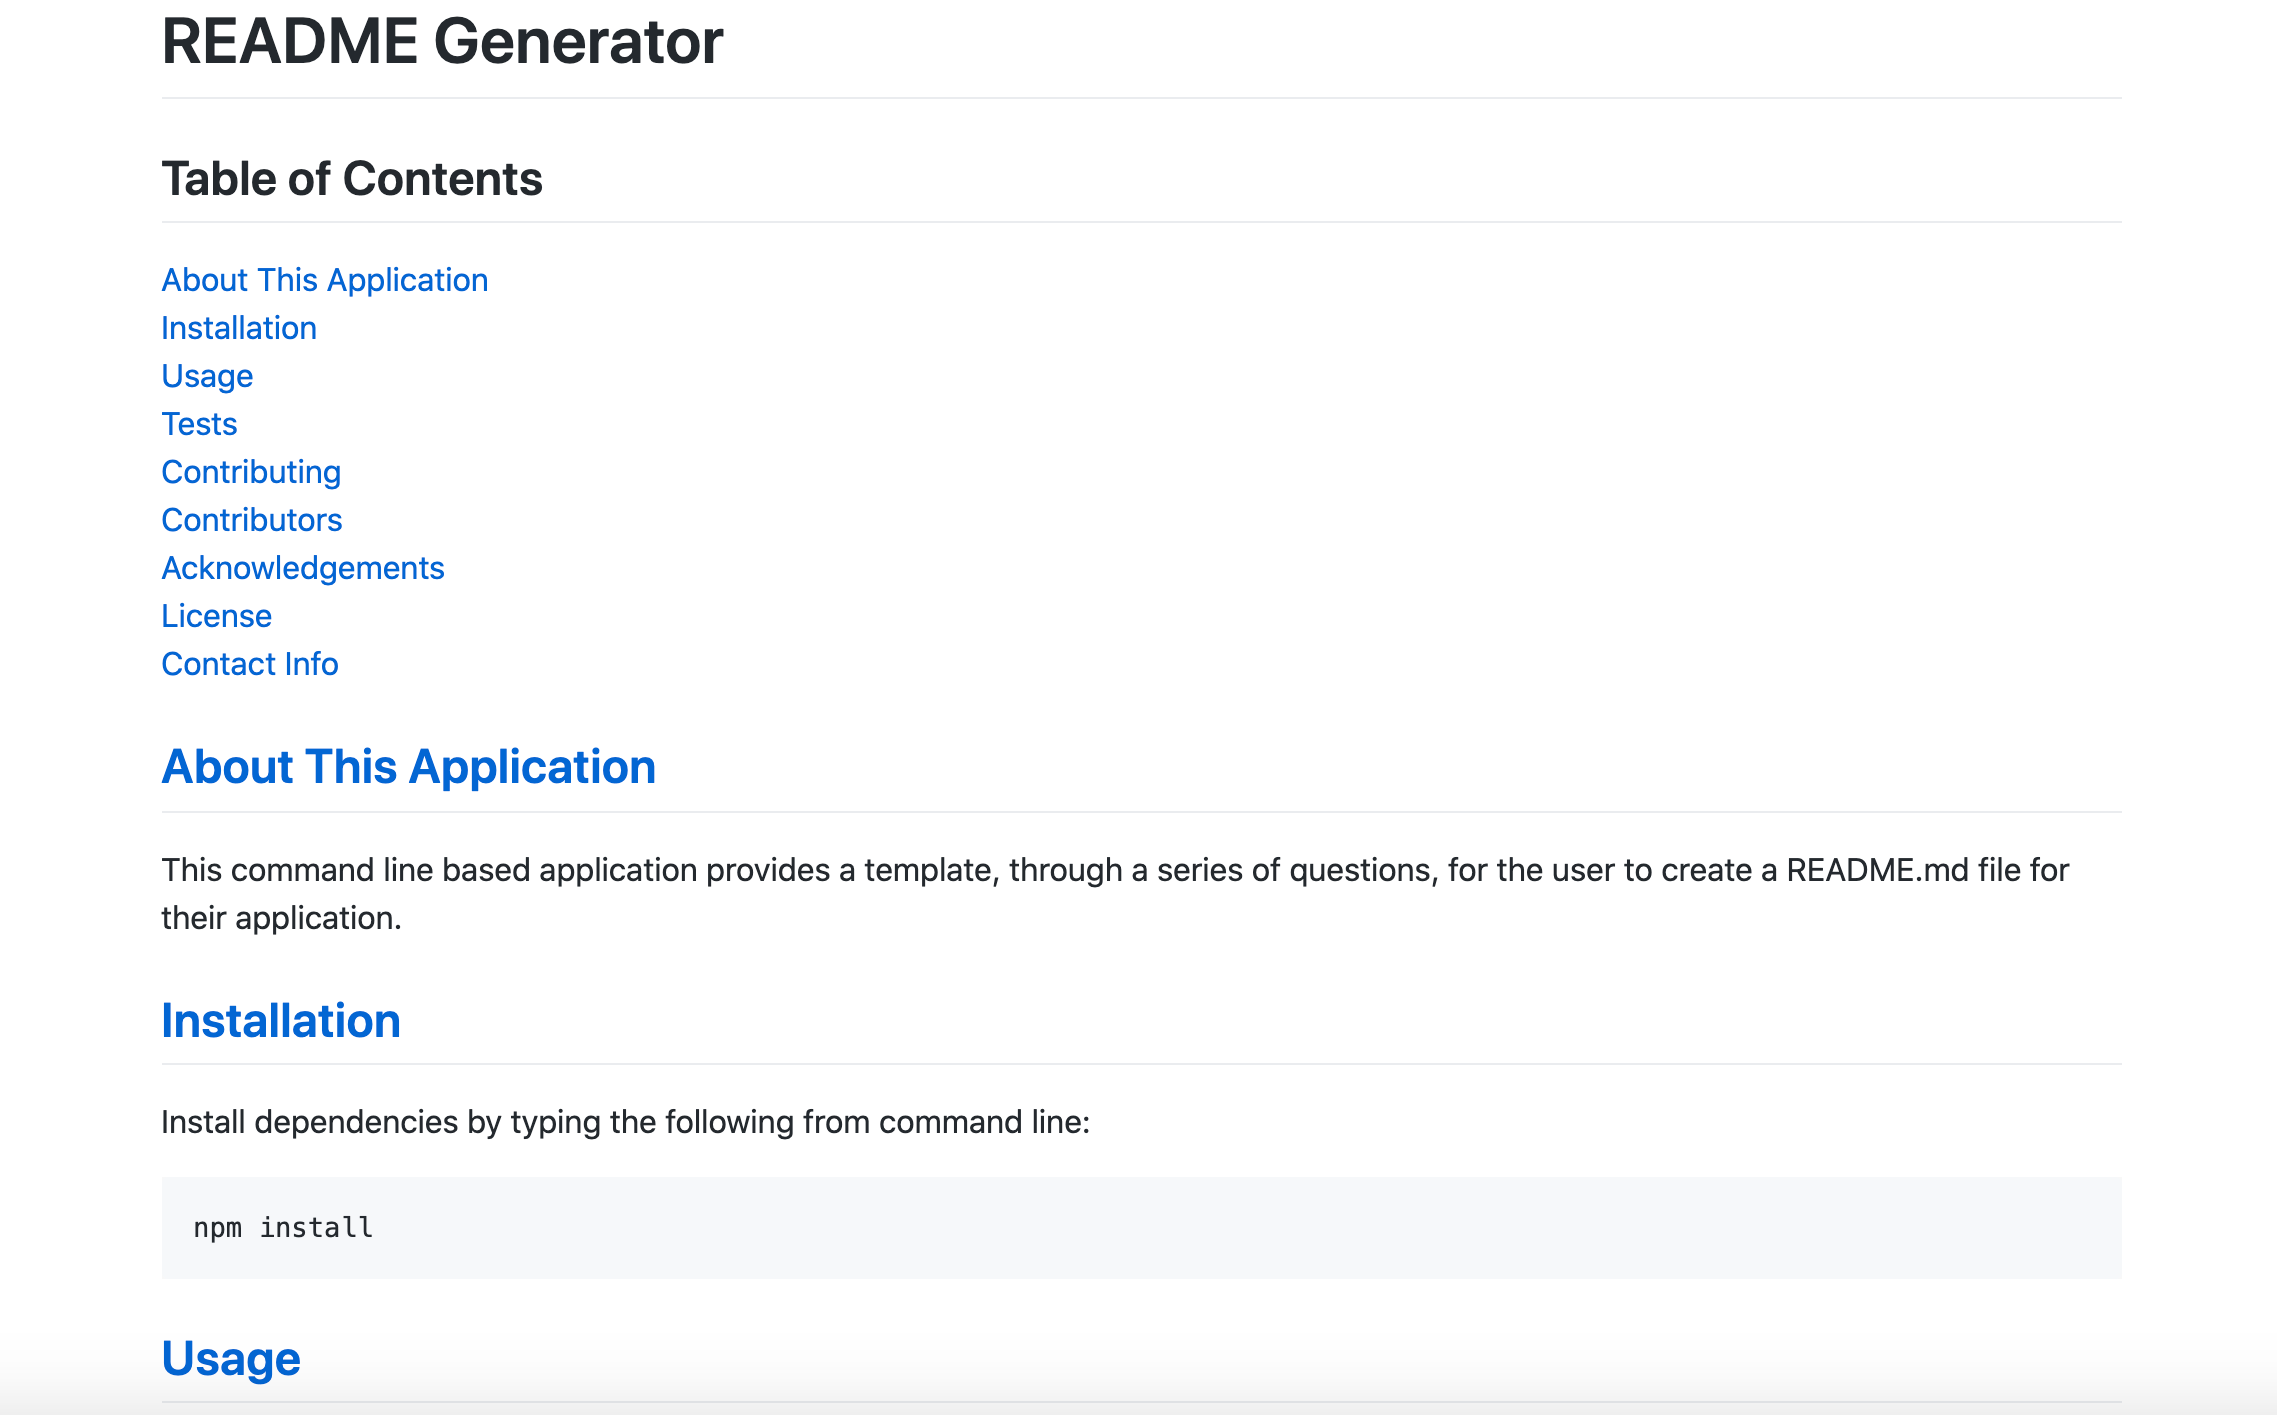 README Generator
Table of Contents
About This Application
Installation
Usage
Tests
Contributing
Contributors
Acknowledgements
License
Contact Info
About This Application
This command line based application provides a template, through a series of questions, for the user to create a README.md file for
their application.
Installation
Install dependencies by typing the following from command line:
npm install
Usage